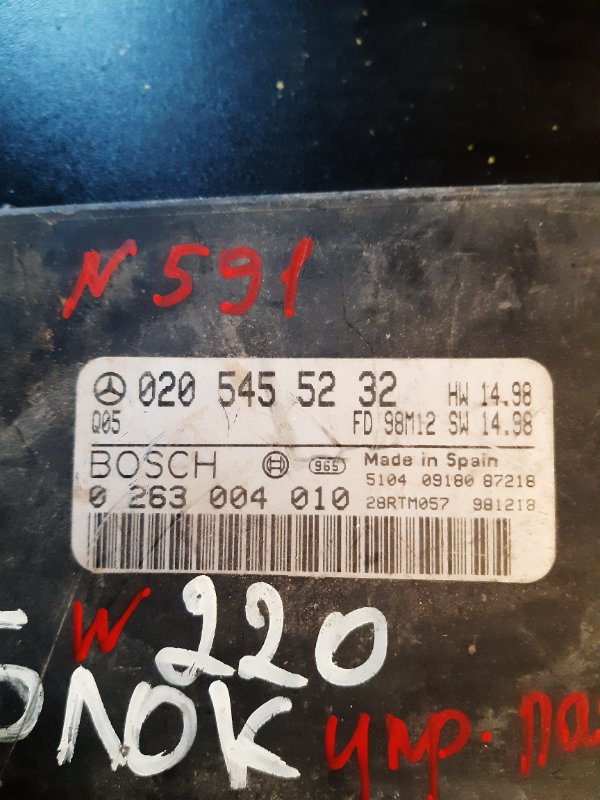 N 591
020 545 52 32 HW 14.98
Q05 FD 98M12 SW 14.98
BOSCH 965 Made in Spain
5104 09180 87218
0 263 004 010 28RTM057 981218
W 220
БЛОК упр.